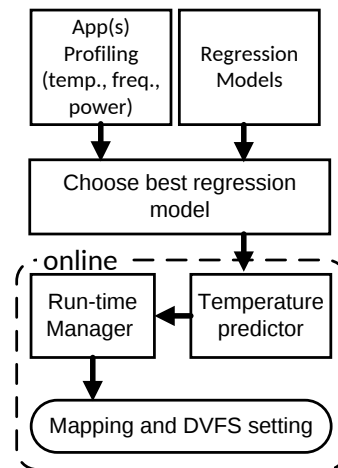 App(s)
Profiling
(temp., freq.,
power)
Regression
Models
Choose best regression
model
online
Run-time
Manager
Temperature
predictor
Mapping and DVFS setting